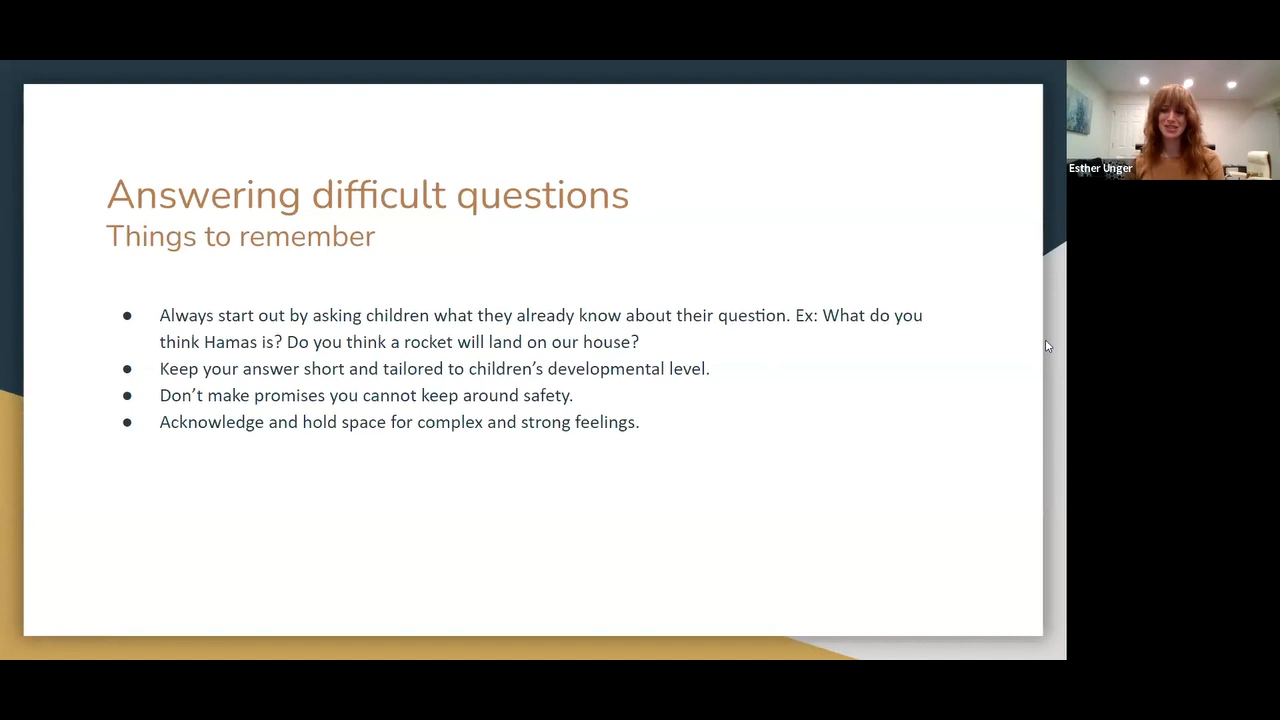 Answering difficult questions
Things to remember
● Always start out by asking children what they already know about their question. Ex: What do you
think Hamas is? Do you think a rocket will land on our house?
● Keep your answer short and tailored to children’s developmental level.
● Don’t make promises you cannot keep around safety.
● Acknowledge and hold space for complex and strong feelings.
Esther Unger